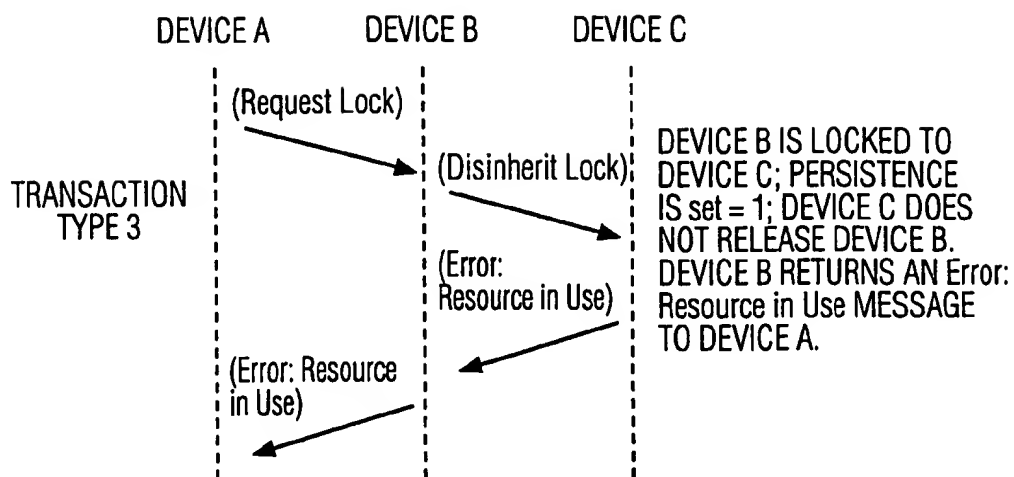 DEVICE A DEVICE B DEVICE C
(Request Lock)
(Disinherit Lock)
TRANSACTION
TYPE 3
DEVICE B IS LOCKED TO
DEVICE C; PERSISTENCE
IS set = 1; DEVICE C DOES
NOT RELEASE DEVICE B.
DEVICE B RETURNS AN Error:
Resource in Use MESSAGE
TO DEVICE A.
(Error:
Resource in Use)
(Error: Resource
in Use)